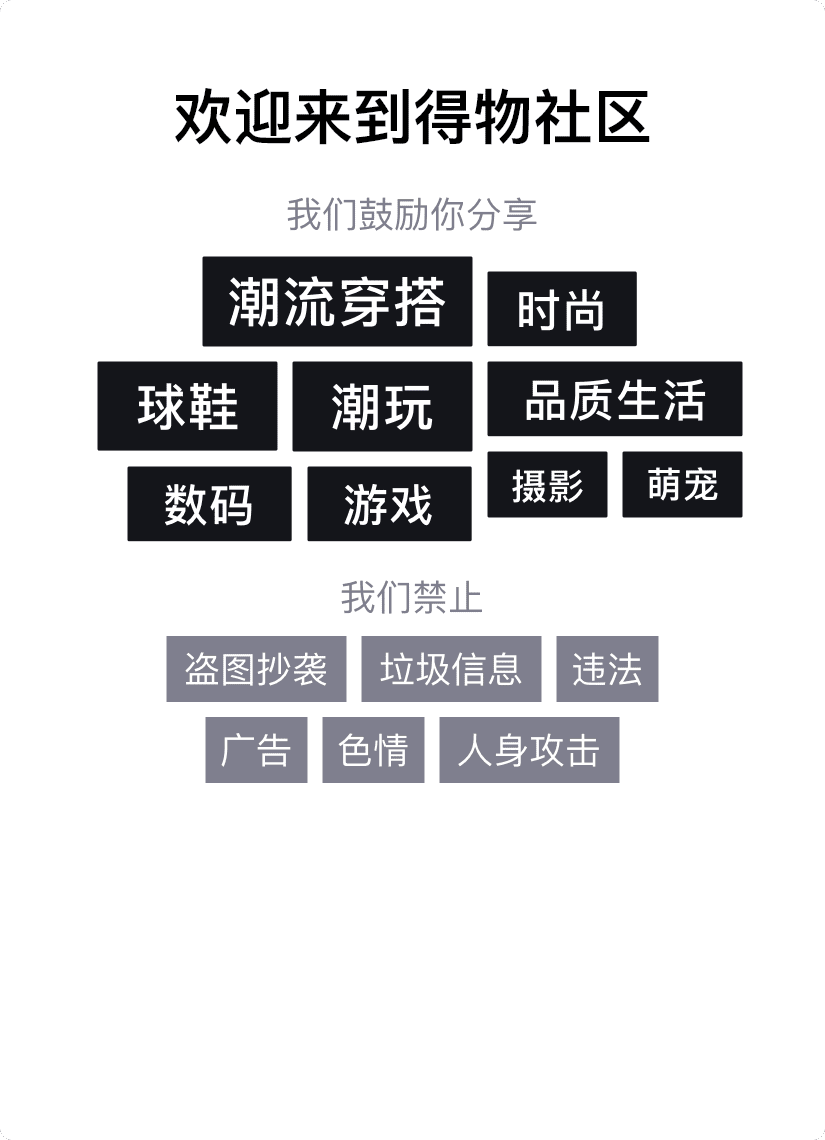 欢迎来到得物社区
我们鼓励你分享
潮流穿搭 时尚
球鞋 潮玩 品质生活
数码 游戏 摄影 萌宠
我们禁止
盗图抄袭 垃圾信息 违法
广告 色情 人身攻击